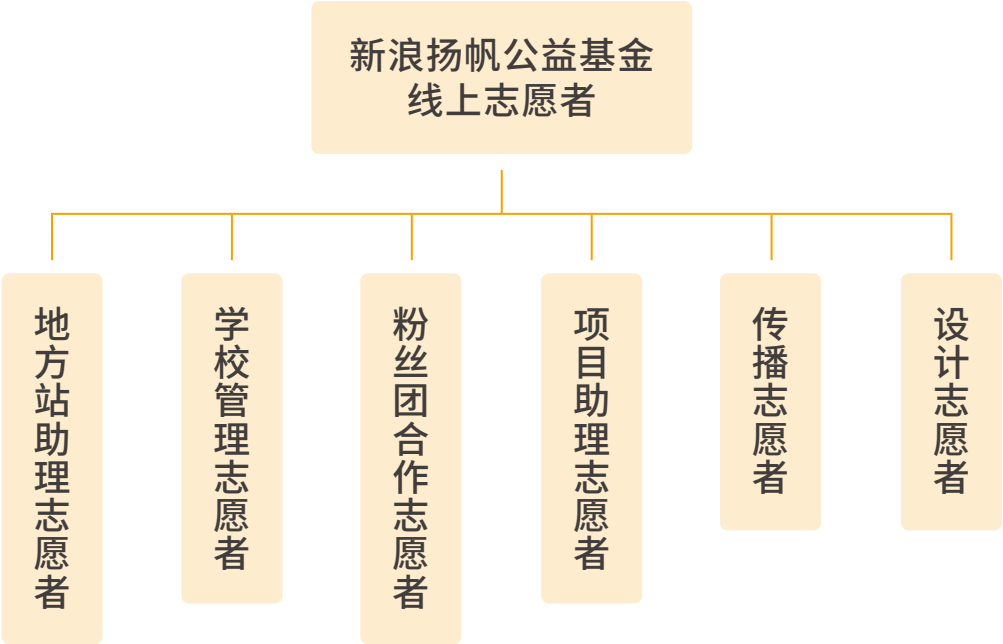 新浪扬帆公益基金
线上志愿者
地方站助理志愿者
学校管理志愿者
粉丝团合作志愿者
项目助理志愿者
传播志愿者
设计志愿者